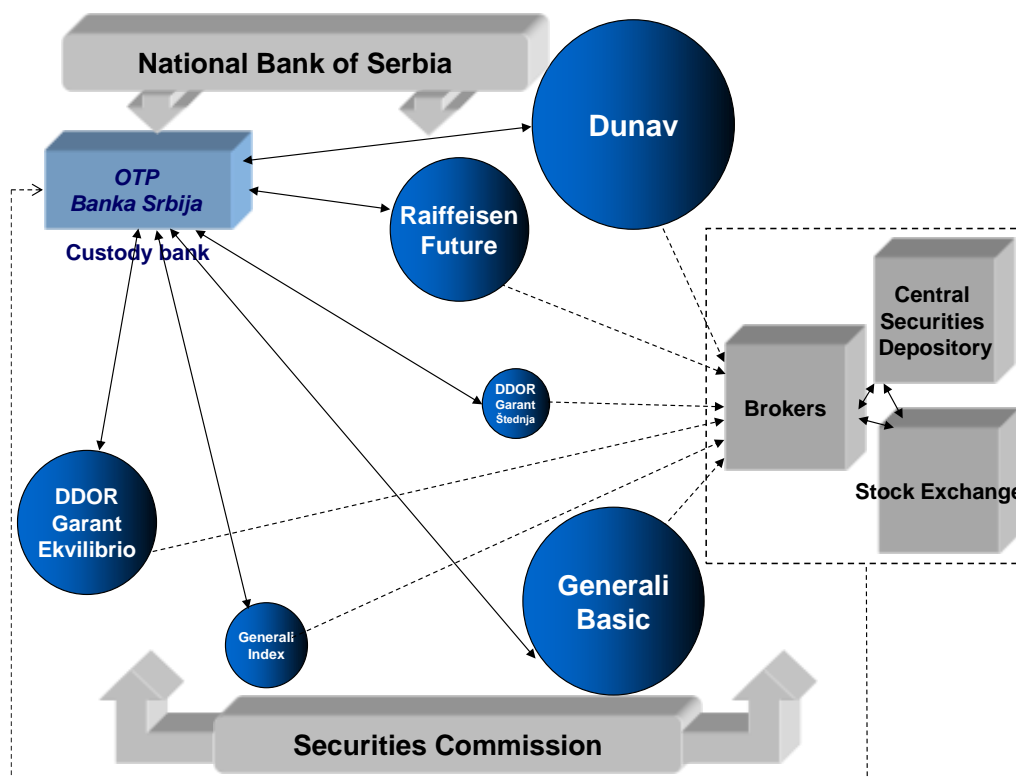 National Bank of Serbia
Dunav
OTP
Banka Srbija
Custody bank
Raiffeisen
Future
Central
Securities
Depository
Brokers
DDOR
Garant
Štednja
Stock Exchange
DDOR
Garant
Ekvilibrio
Generali
Basic
Generali
Index
Securities Commission